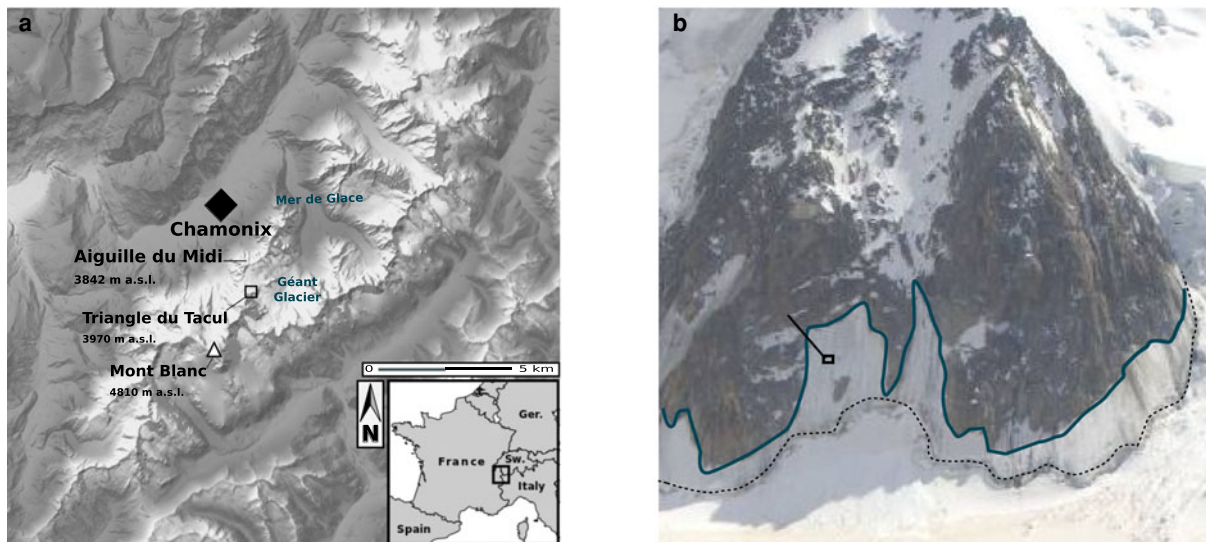 a
Mer de Glace
Chamonix
Aiguille du Midi
3842 m a.s.l.
Géant
Glacier
Triangle du Tacul
3970 m a.s.l.
Mont Blanc
4810 m a.s.l.
0 5 km
N
Ger.
France
Sw.
Italy
Spain
b